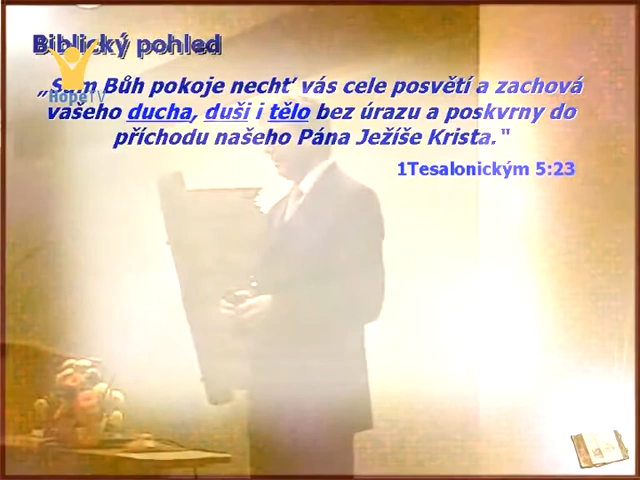 Biblický pohled
„Sám Bůh pokoje nechť vás cele posvětí a zachová
vašeho ducha, duši i tělo bez úrazu a poskvrny do
příchodu našeho Pána Ježíše Krista."
1Tesalonickým 5:23
HopeTV